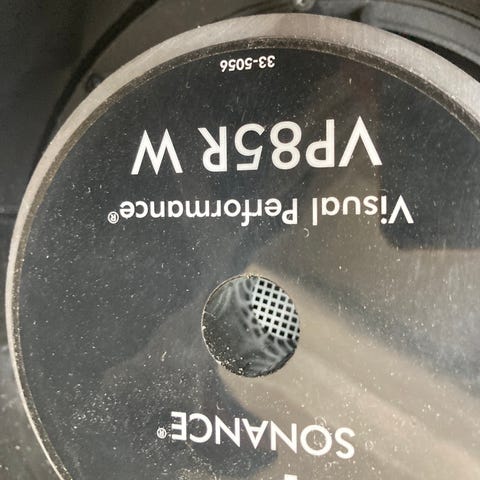 SONANCE®
Visual Performance®
VP85R W
33-5056